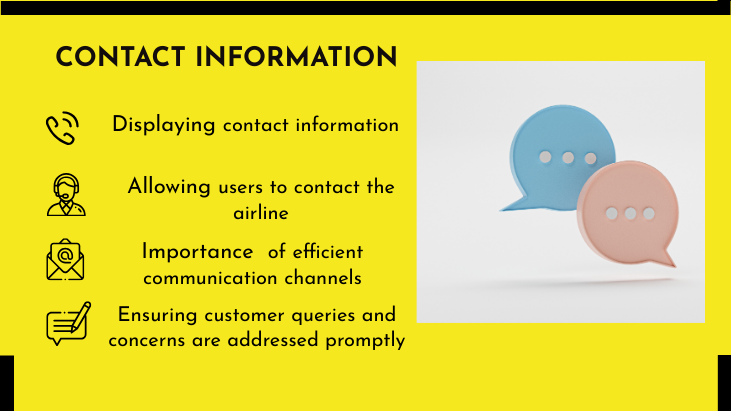 CONTACT INFORMATION
Displaying contact information
Allowing users to contact the
airline
Importance of efficient
communication channels
Ensuring customer queries and
concerns are addressed promptly